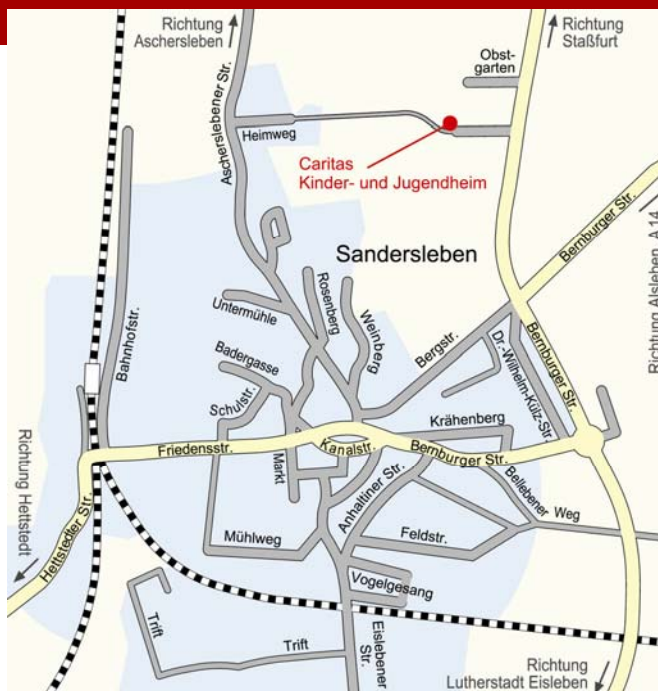 Richtung
Aschersleben
Richtung
Staßfurt
Obst-
garten
Ascherslebener Str.
Heimweg
Caritas
Kinder- und Jugendheim
Bernburger Str.
Richtung Alsleben, A 14
Sandersleben
Rosenberg
Weinberg
Untermühle
Bahnhofstr.
Badergasse
Bergstr.
Dr.-Wilhelm-Külz-Str.
Bernburger Str.
Schulstr.
Krähenberg
Friedensstr.
Kanalstr.
Bernburger Str.
Markt
Richtung Hettstedt
Hettstedler Str.
Anhaltiner Str.
Bellebener Weg
Mühlweg
Feldstr.
Vogelgesang
Trift
Trift
Eislebener
Str.
Richtung
Lutherstadt Eisleben